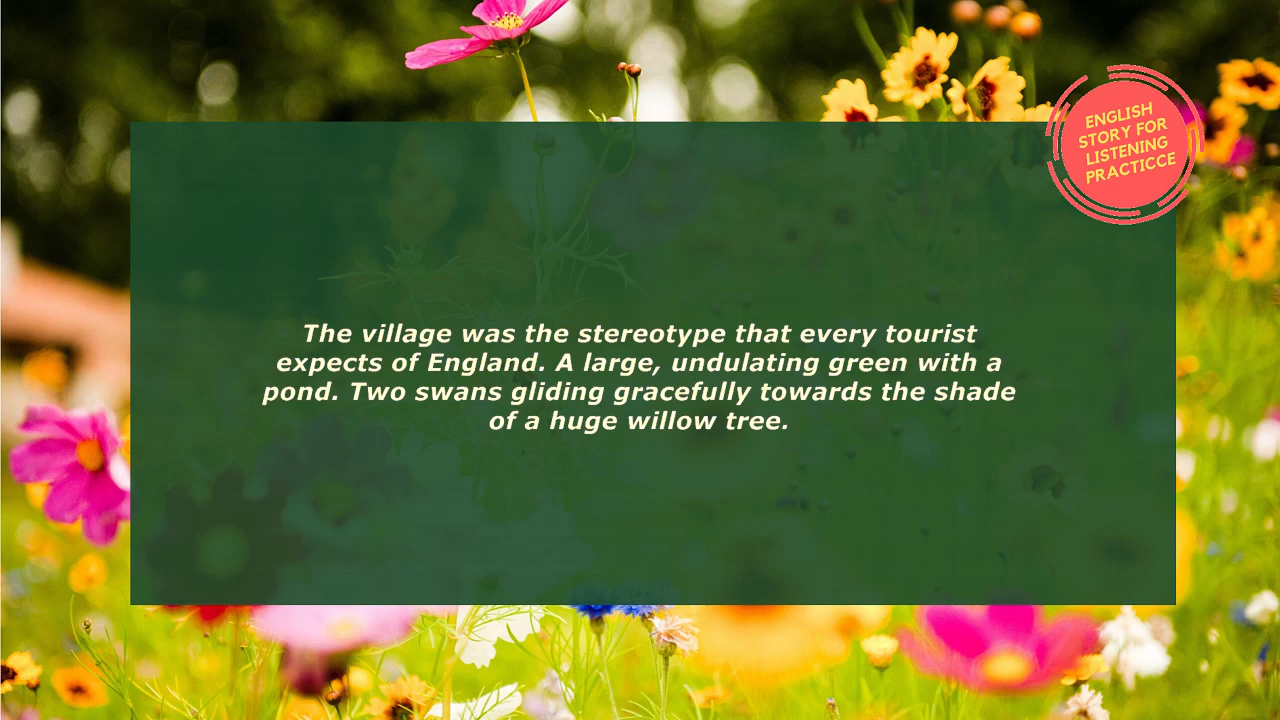 ENGLISH
STORY FOR
LISTENING
PRACTICCE
The village was the stereotype that every tourist
expects of England. A large, undulating green with a
pond. Two swans gliding gracefully towards the shade
of a huge willow tree.